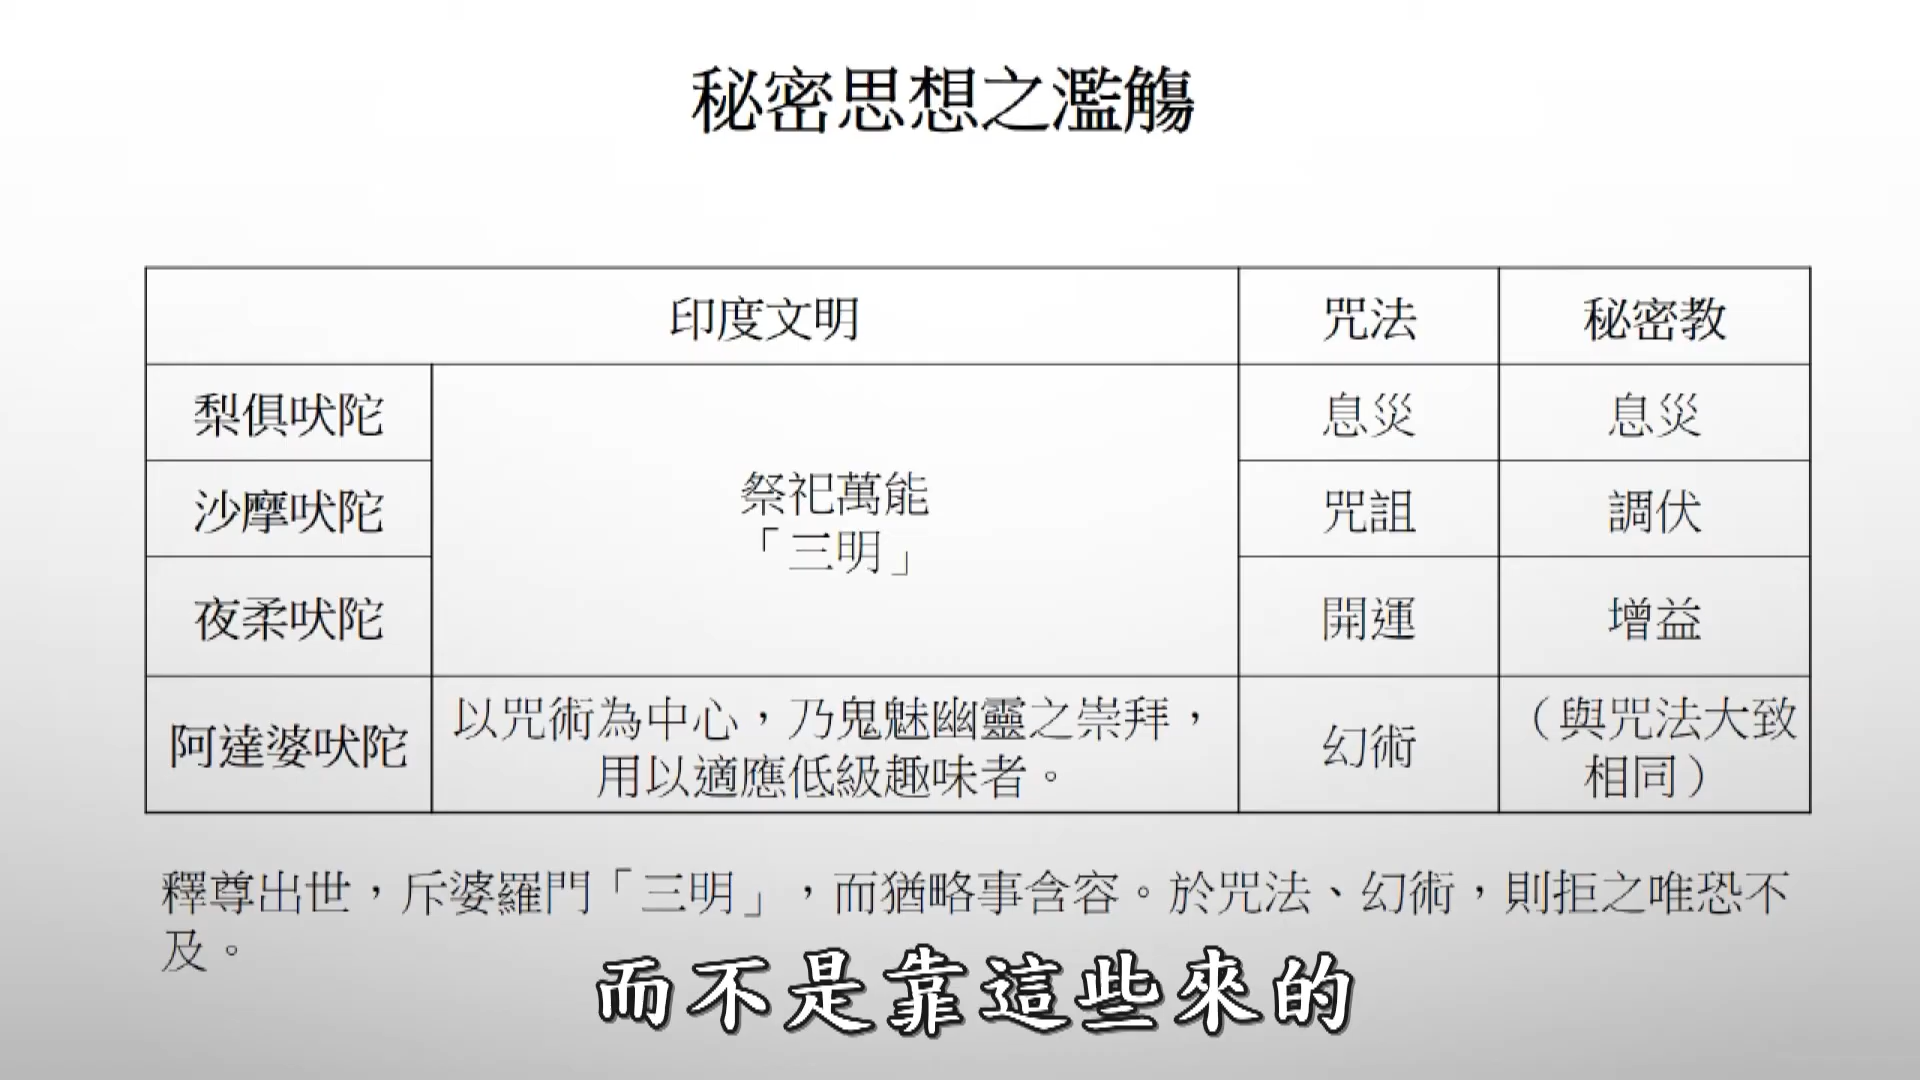 秘密思想之濫觴
印度文明
咒法
秘密教
梨俱吠陀
祭祀萬能
「三明」
息災
息災
沙摩吠陀
咒詛
調伏
夜柔吠陀
開運
增益
阿達婆吠陀
以咒術為中心，乃鬼魅幽靈之崇拜，
用以適應低級趣味者。
幻術
（與咒法大致
相同）
釋尊出世，斥婆羅門「三明」，而猶略事含容。於咒法、幻術，則拒之唯恐不
及。
而不是靠這些來的